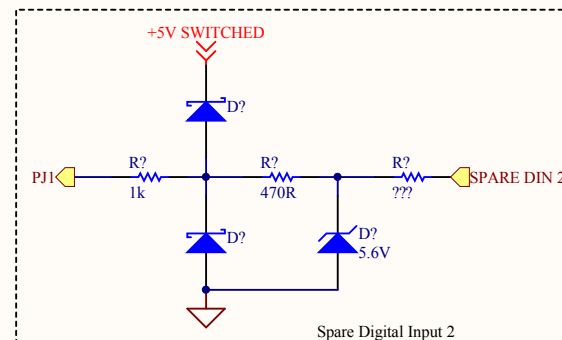 +5V SWITCHED
D?
R?
R?
R?
PJ1
SPARE DIN 2
1k
470R
???
D?
D?
5.6V
Spare Digital Input 2